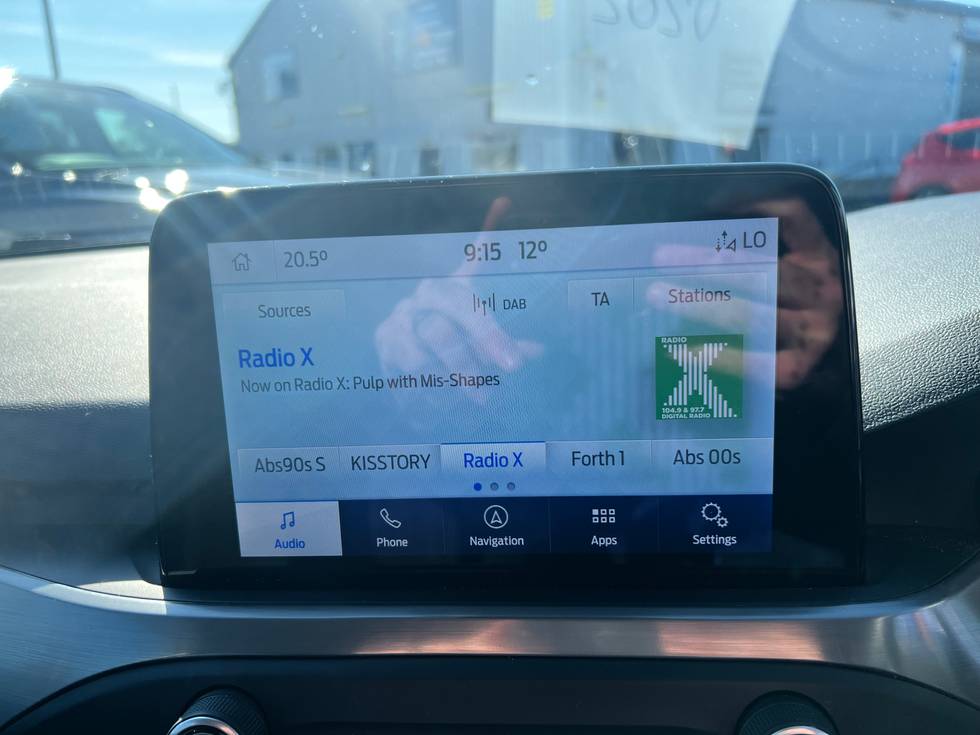 20.5°
9:15 12°
LO
Sources
DAB
TA
Stations
Radio X
Now on Radio X: Pulp with Mis-Shapes
RADIO
X
104.9 & 97.7
DIGITAL RADIO
Abs90s S
KISSTORY
Radio X
Forth 1
Abs 00s
Audio
Phone
Navigation
Apps
Settings